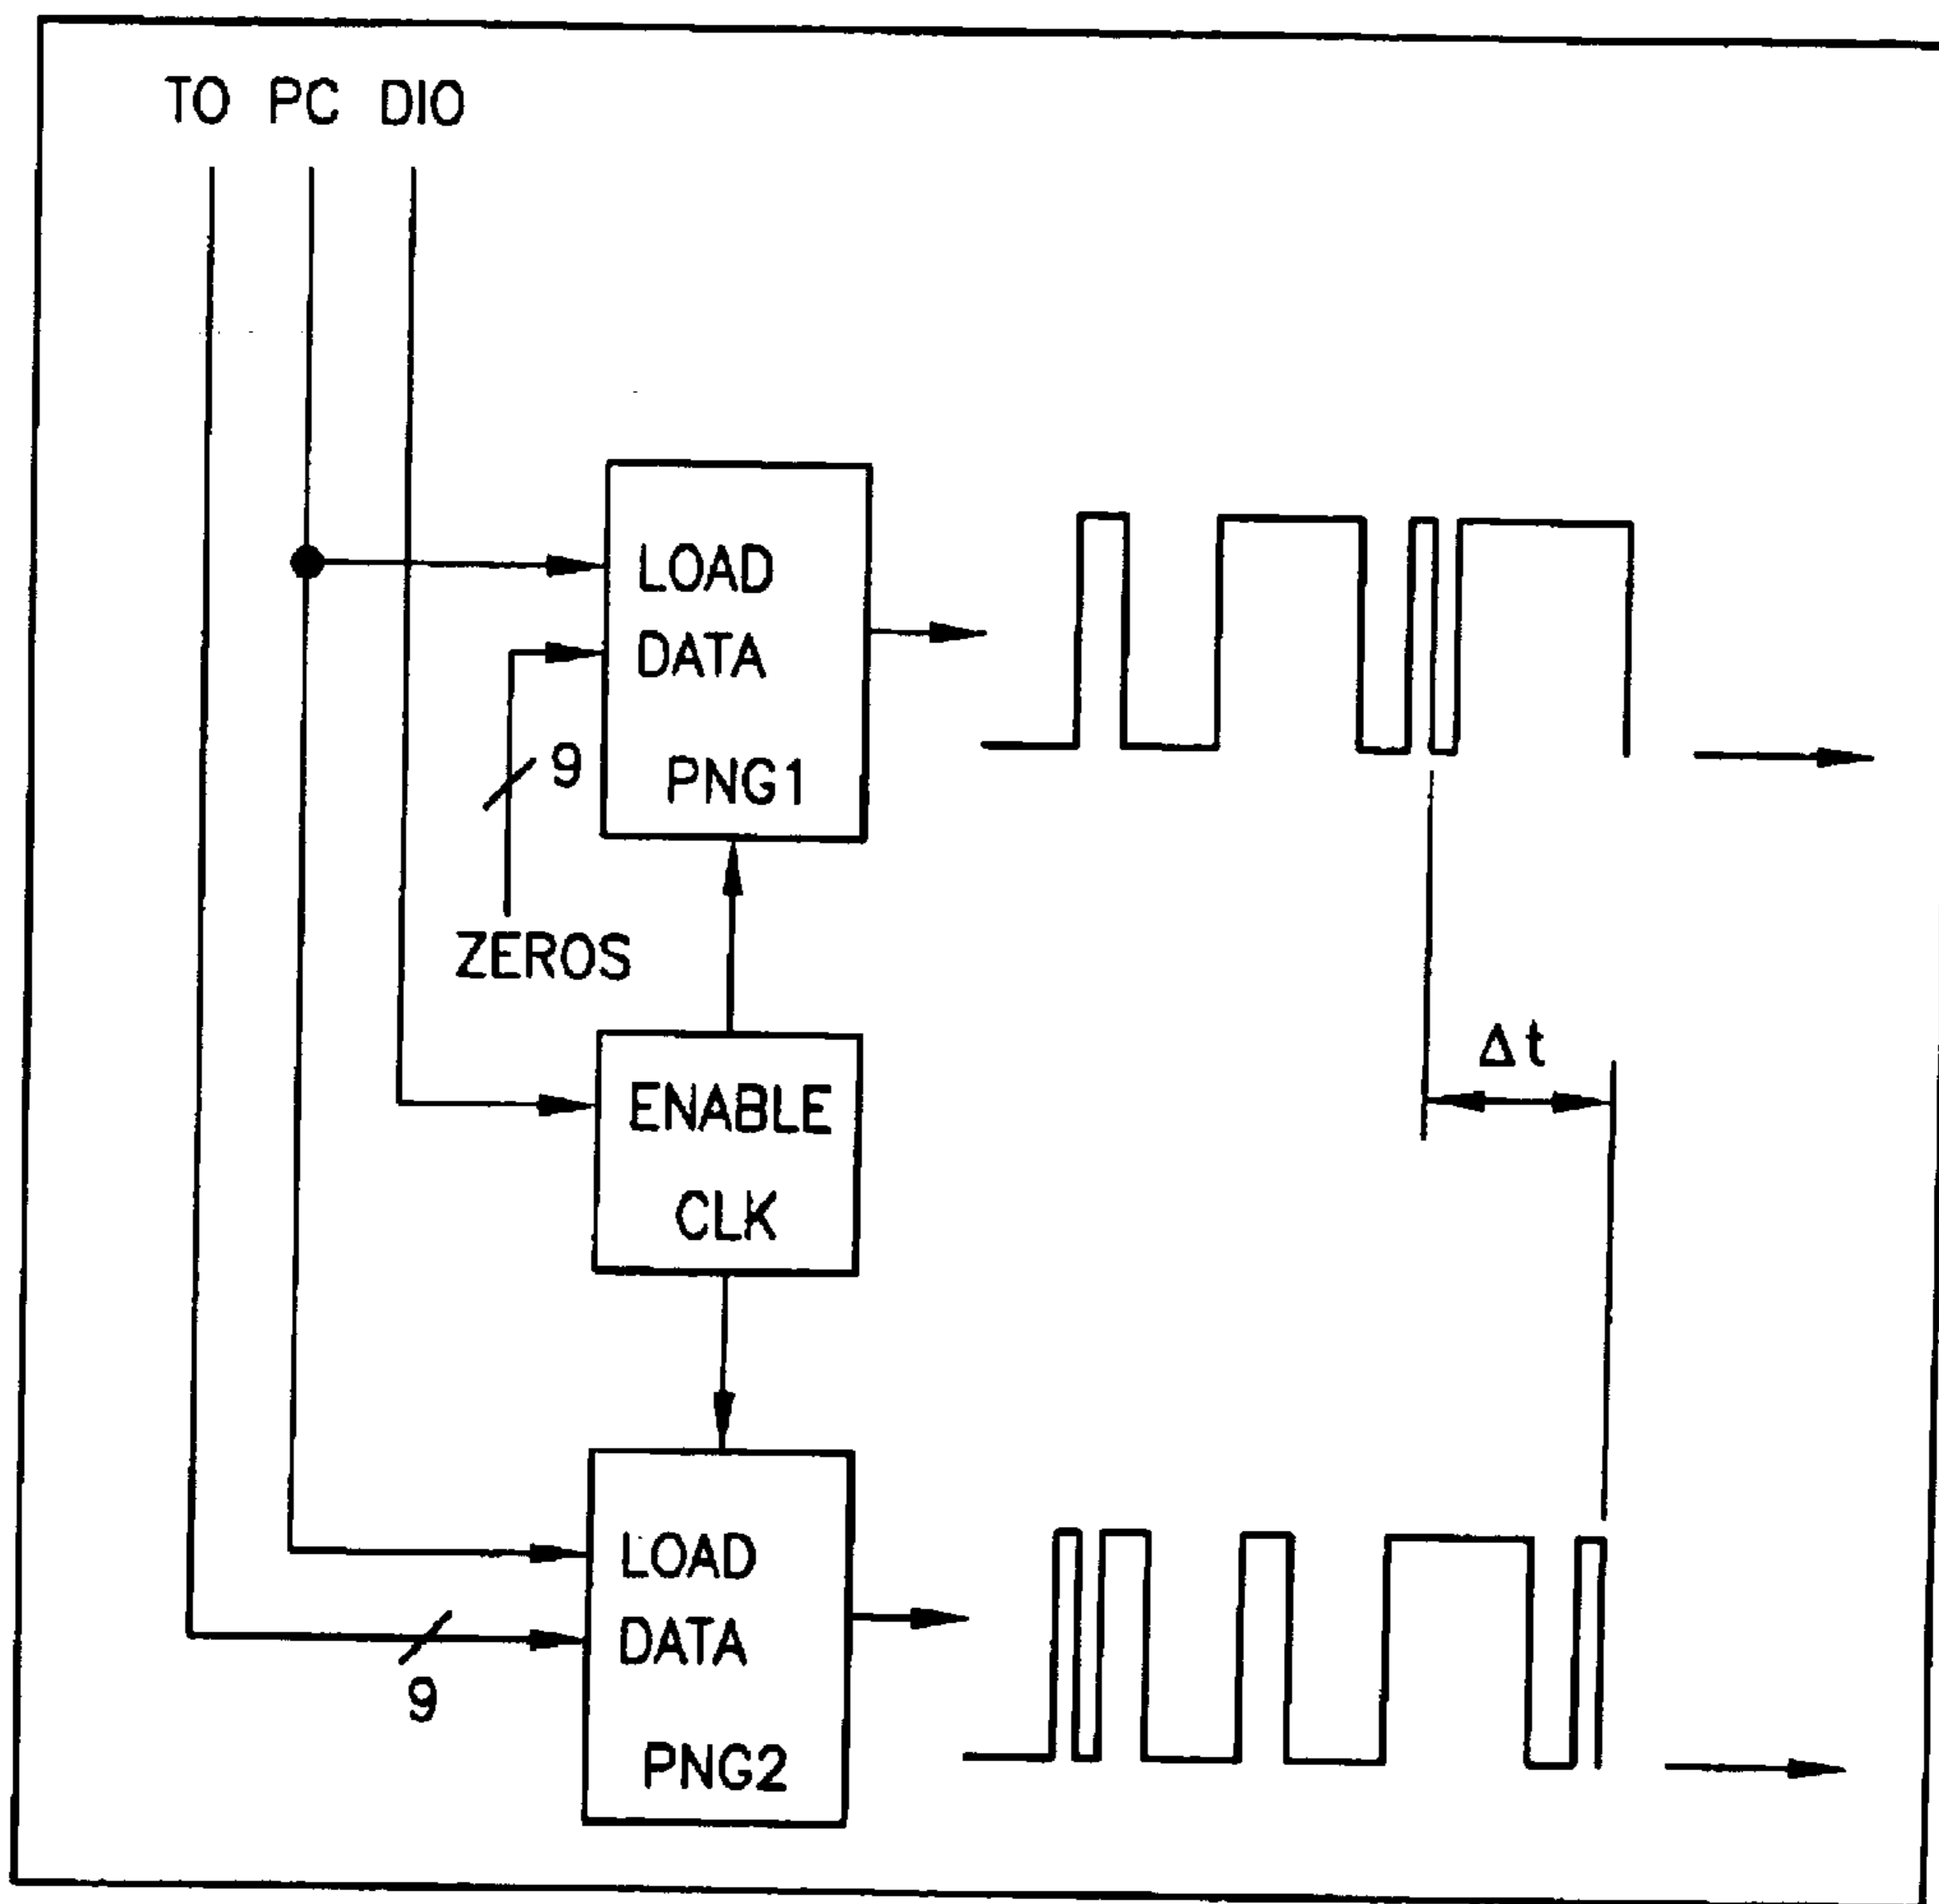 TO PC DIO
LOAD
DATA
9
PNG1
ZEROS
Δt
ENABLE
CLK
LOAD
DATA
9
PNG2